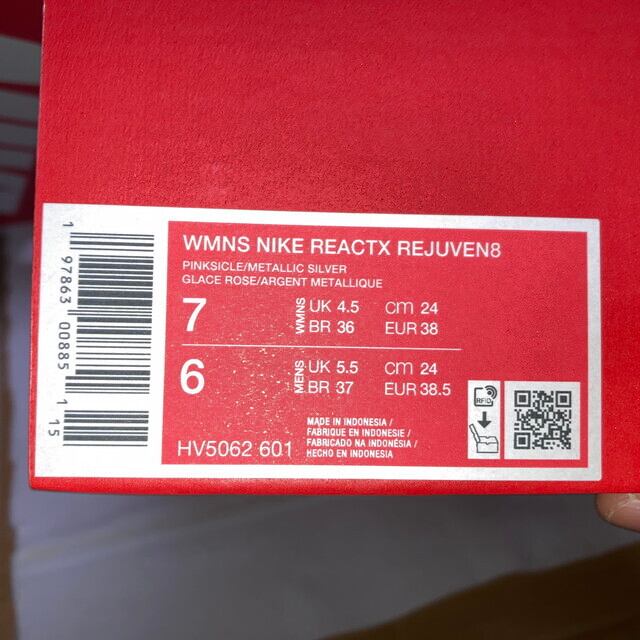 WMNS NIKE REACTX REJUVEN8
PINKSICLE/METALLIC SILVER
GLACE ROSE/ARGENT METALLIQUE
7 WMNS UK 4.5 cm 24
BR 36 EUR 38
6 MENS UK 5.5 cm 24
BR 37 EUR 38.5
HV5062 601
MADE IN INDONESIA /
FABRIQUE EN INDONESIE /
FABRICADO NA INDONÉSIA /
HECHO EN INDONESIA
RFID
1 97863 00885 15